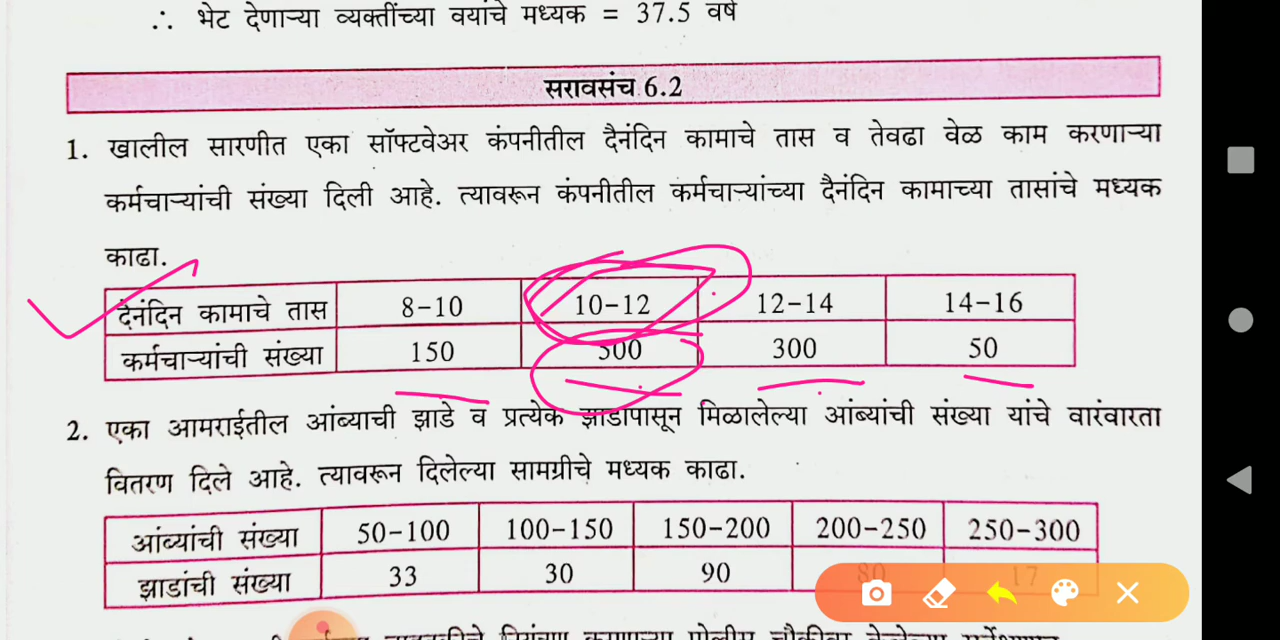 ∴ भेट देणाऱ्या व्यक्तींच्या वयांचे मध्यक = 37.5 वर्षे
सरावसंच 6.2
1. खालील सारणीत एका सॉफ्टवेअर कंपनीतील दैनंदिन कामाचे तास व तेवढा वेळ काम करणाऱ्या
कर्मचाऱ्यांची संख्या दिली आहे. त्यावरून कंपनीतील कर्मचाऱ्यांच्या दैनंदिन कामाच्या तासांचे मध्यक
काढा.
दैनंदिन कामाचे तास 8-10 10-12 12-14 14-16
कर्मचाऱ्यांची संख्या 150 500 300 50
2. एका आमराईतील आंब्याची झाडे व प्रत्येक झाडापासून मिळालेल्या आंब्यांची संख्या यांचे वारंवारता
वितरण दिले आहे. त्यावरून दिलेल्या सामग्रीचे मध्यक काढा.
आंब्यांची संख्या 50-100 100-150 150-200 200-250 250-300
झाडांची संख्या 33 30 90 80 17